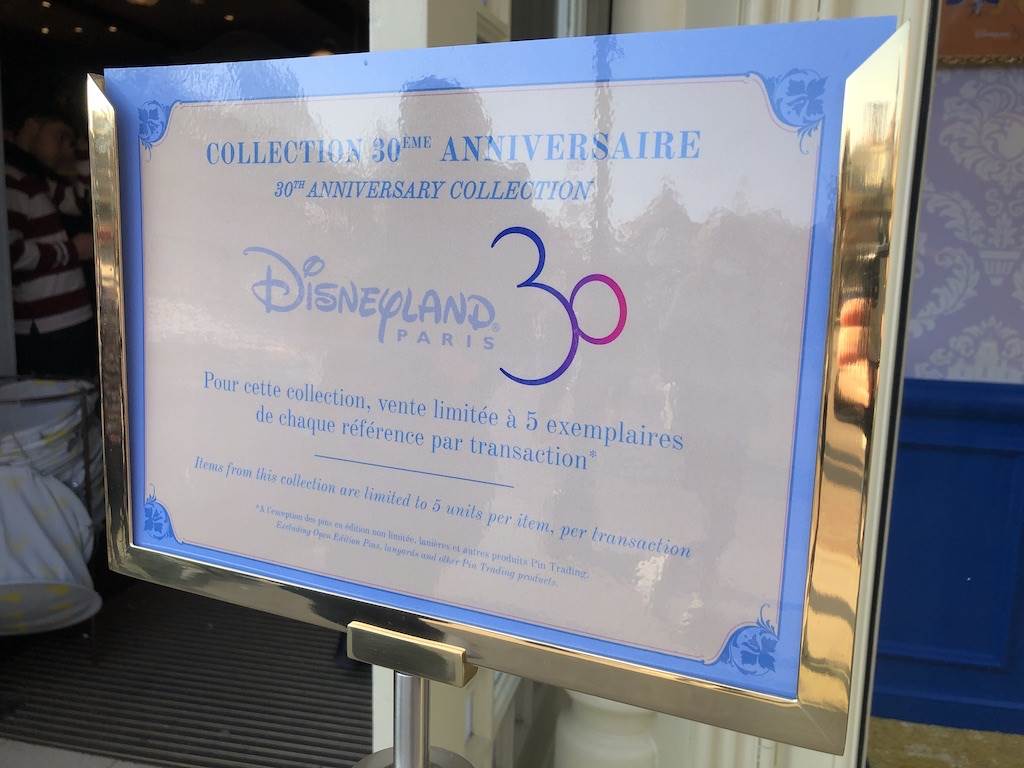 COLLECTION 30EME ANNIVERSAIRE
30TH ANNIVERSARY COLLECTION
DISNEYLAND®
PARIS
30
Pour cette collection, vente limitée à 5 exemplaires
de chaque référence par transaction*
Items from this collection are limited to 5 units per item, per transaction
*A l'exception des pins en édition non limitée, lanières et autres produits Pin Trading.
Excluding Open Edition Pins, lanyards and other Pin Trading products.